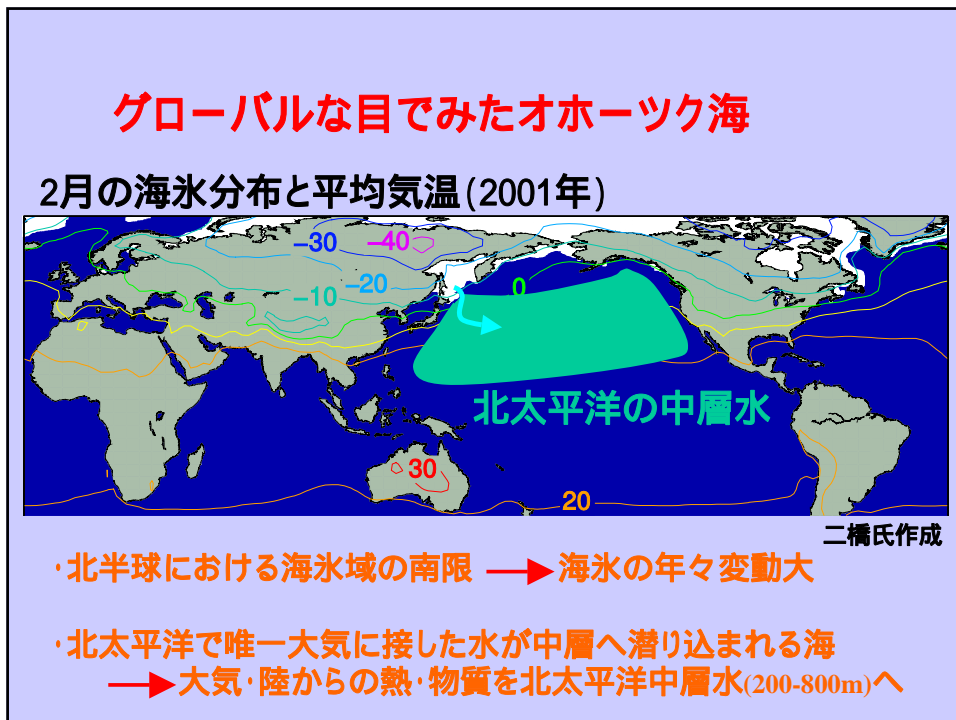 グローバルな目でみたオホーツク海
2月の海氷分布と平均気温(2001年)
−30
−40
−20
−10
0
北太平洋の中層水
30
20
二橋氏作成
・北半球における海氷域の南限 海氷の年々変動大
・北太平洋で唯一大気に接した水が中層へ潜り込まれる海
大気・陸からの熱・物質を北太平洋中層水(200-800m)へ